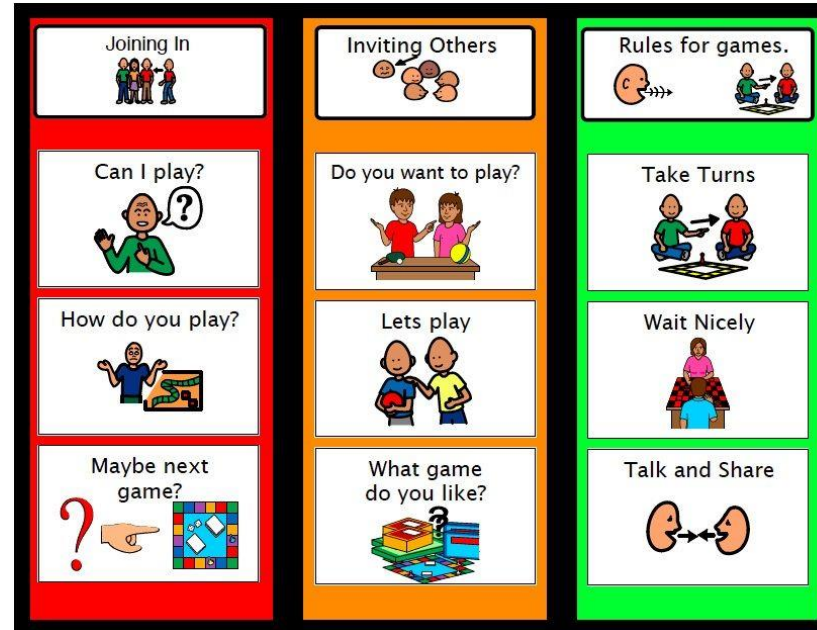 Joining In
Can I play?
How do you play?
Maybe next
game?
Inviting Others
Do you want to play?
Lets play
What game
do you like?
Rules for games.
Take Turns
Wait Nicely
Talk and Share